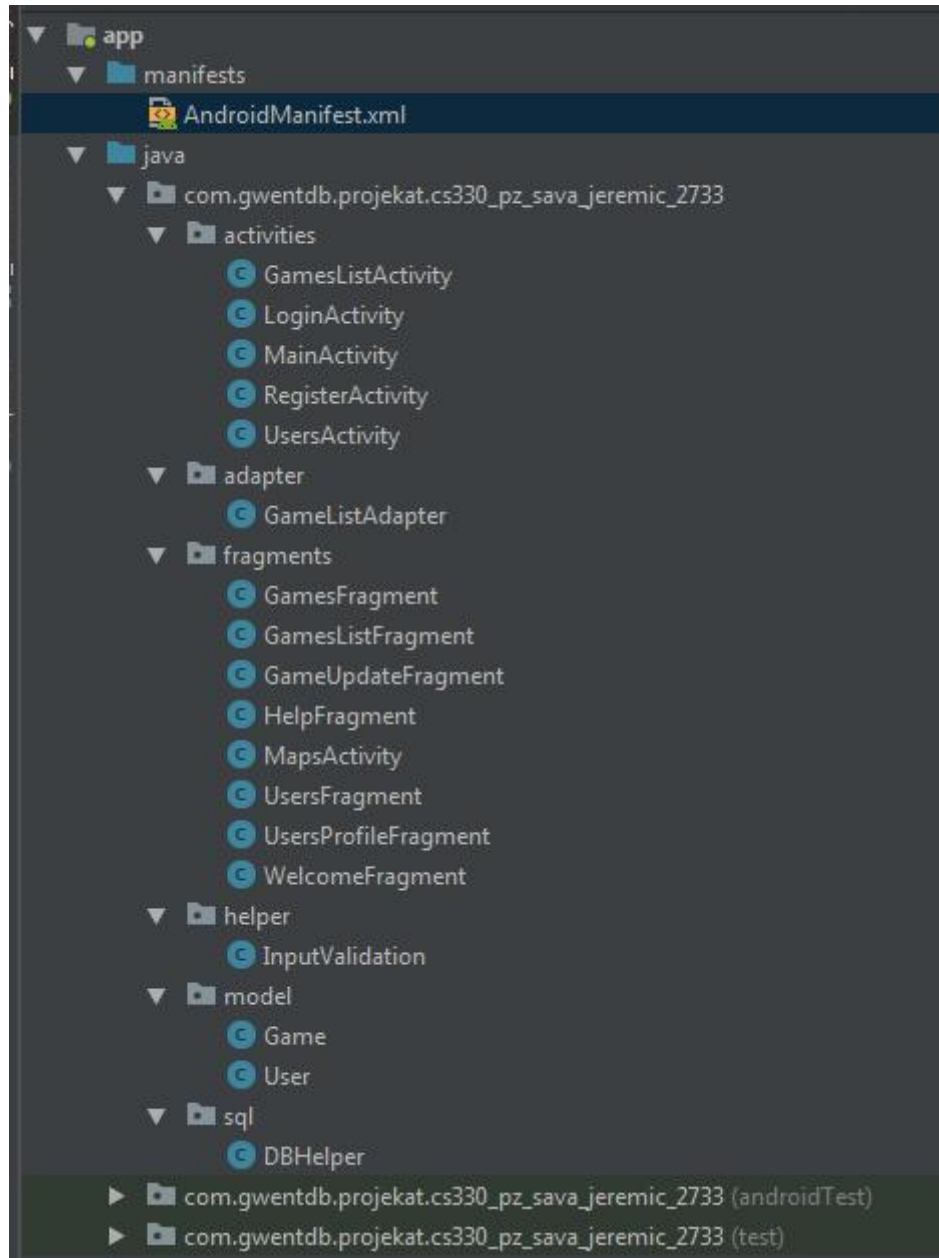 app
manifests
AndroidManifest.xml
java
com.gwentdb.projekat.cs330_pz_sava_jeremic_2733
activities
GamesListActivity
LoginActivity
MainActivity
RegisterActivity
UsersActivity
adapter
GameListAdapter
fragments
GamesFragment
GamesListFragment
GameUpdateFragment
HelpFragment
MapsActivity
UsersFragment
UsersProfileFragment
WelcomeFragment
helper
InputValidation
model
Game
User
sql
DBHelper
com.gwentdb.projekat.cs330_pz_sava_jeremic_2733 (androidTest)
com.gwentdb.projekat.cs330_pz_sava_jeremic_2733 (test)